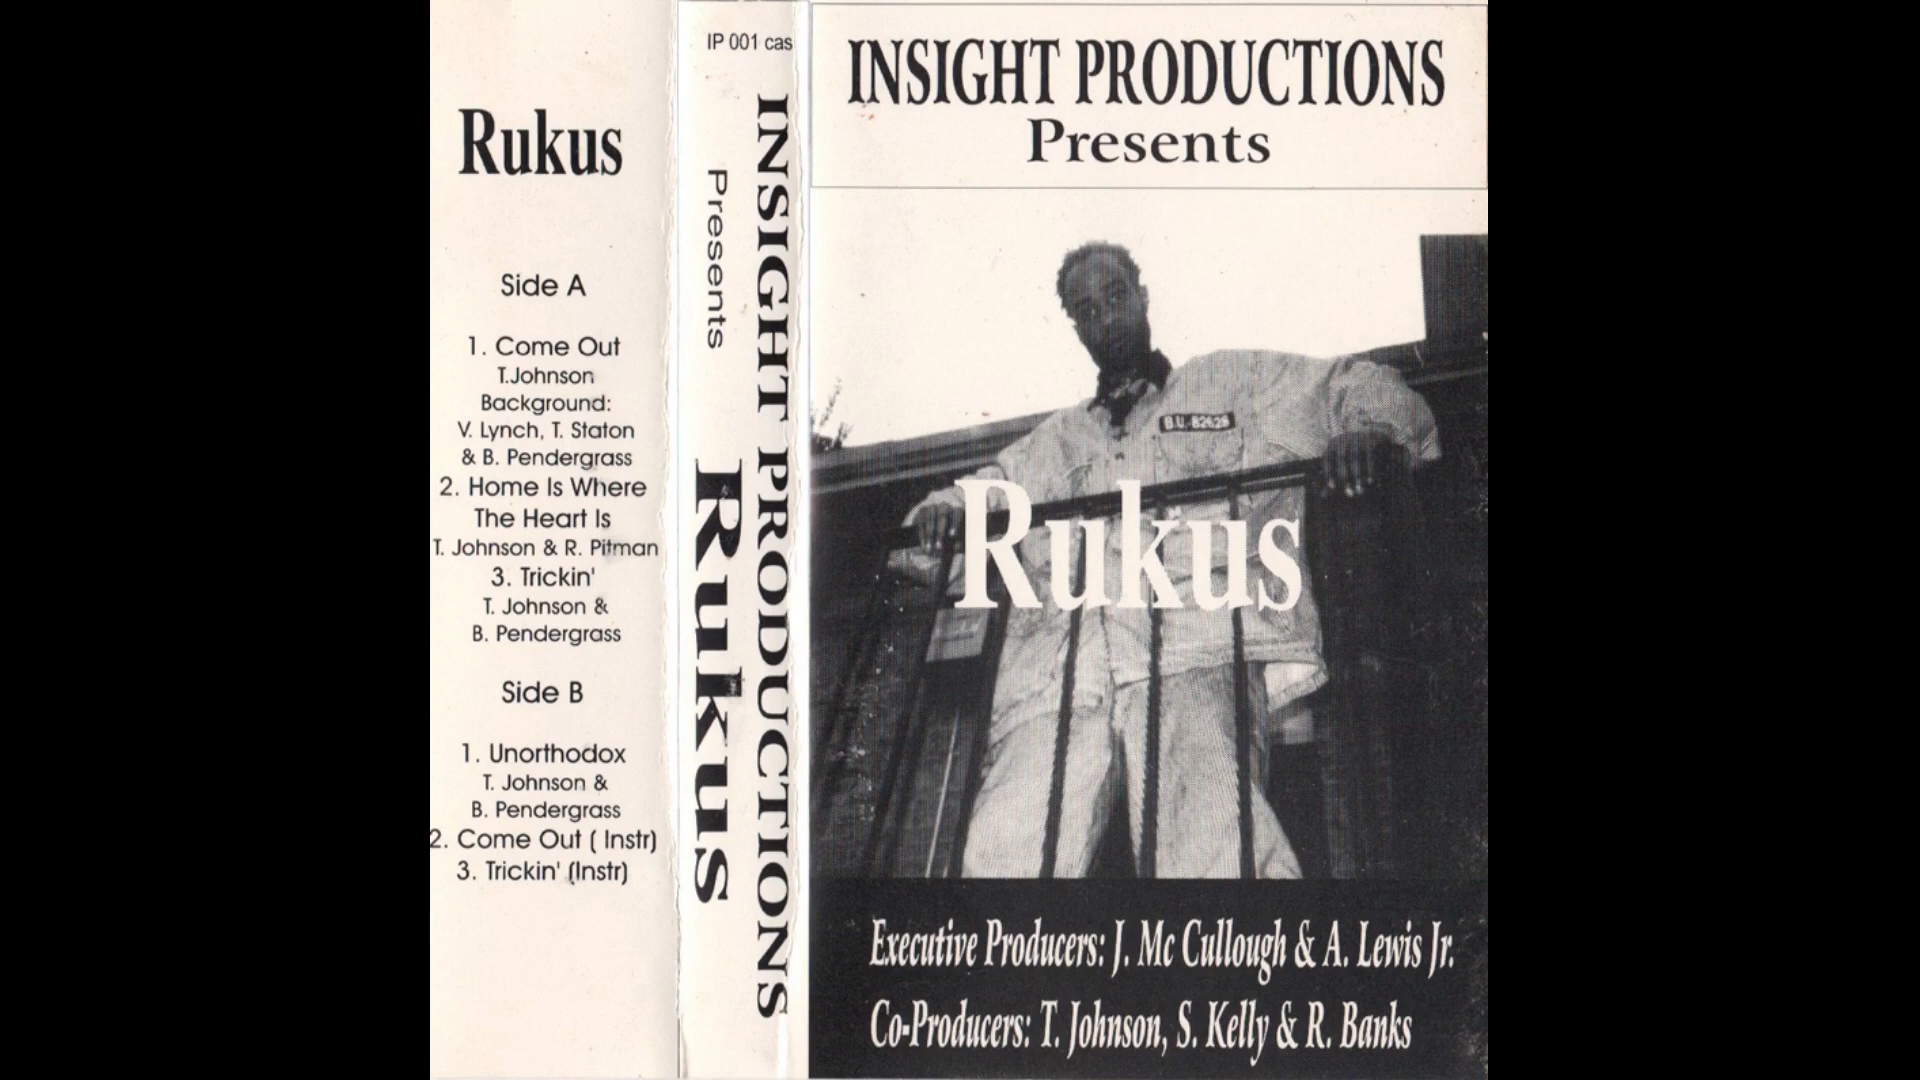 Rukus
Side A
1. Come Out
T.Johnson
Background:
V. Lynch, T. Staton
& B. Pendergrass
2. Home Is Where
The Heart Is
T. Johnson & R. Pitman
3. Trickin'
T. Johnson &
B. Pendergrass
Side B
1. Unorthodox
T. Johnson &
B. Pendergrass
2. Come Out ( Instr)
3. Trickin' (Instr)
IP 001 cas
INSIGHT PRODUCTIONS
Presents
Rukus
INSIGHT PRODUCTIONS
Presents
B.U. 82628
Rukus
Executive Producers: J. Mc Cullough & A. Lewis Jr.
Co-Producers: T. Johnson, S. Kelly & R. Banks